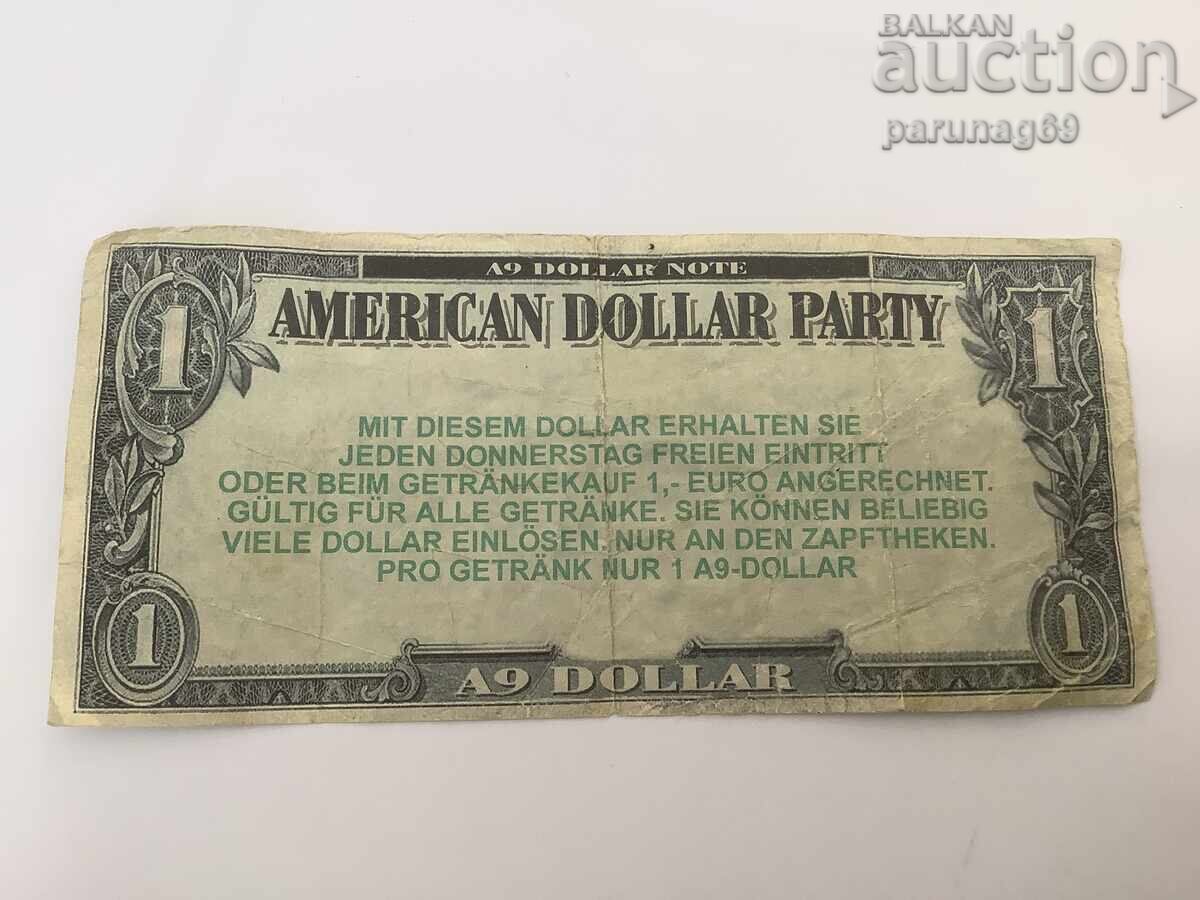 BALKAN
auction
parunag69
A9 DOLLAR NOTE
AMERICAN DOLLAR PARTY
1 1
MIT DIESEM DOLLAR ERHALTEN SIE
JEDEN DONNERSTAG FREIEN EINTRITT
ODER BEIM GETRÄNKEKAUF 1,- EURO ANGERECHNET.
GÜLTIG FÜR ALLE GETRÄNKE. SIE KÖNNEN BELIEBIG
VIELE DOLLAR EINLÖSEN. NUR AN DEN ZAPFTHEKEN.
PRO GETRÄNK NUR 1 A9-DOLLAR
1 1
A9 DOLLAR